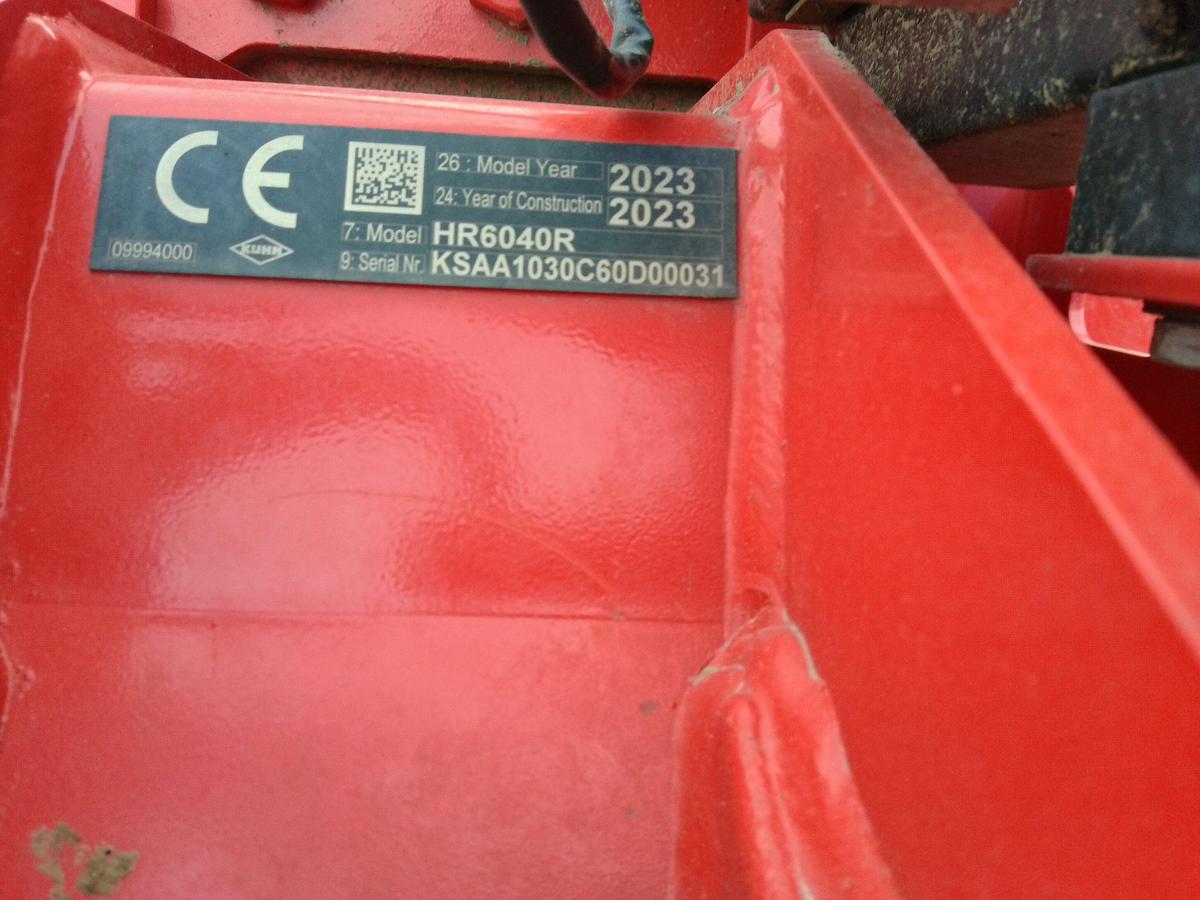 CE
26 : Model Year 2023
24: Year of Construction 2023
7: Model HR6040R
9: Serial Nr. KSAA1030C60D00031
09994000
KUHN